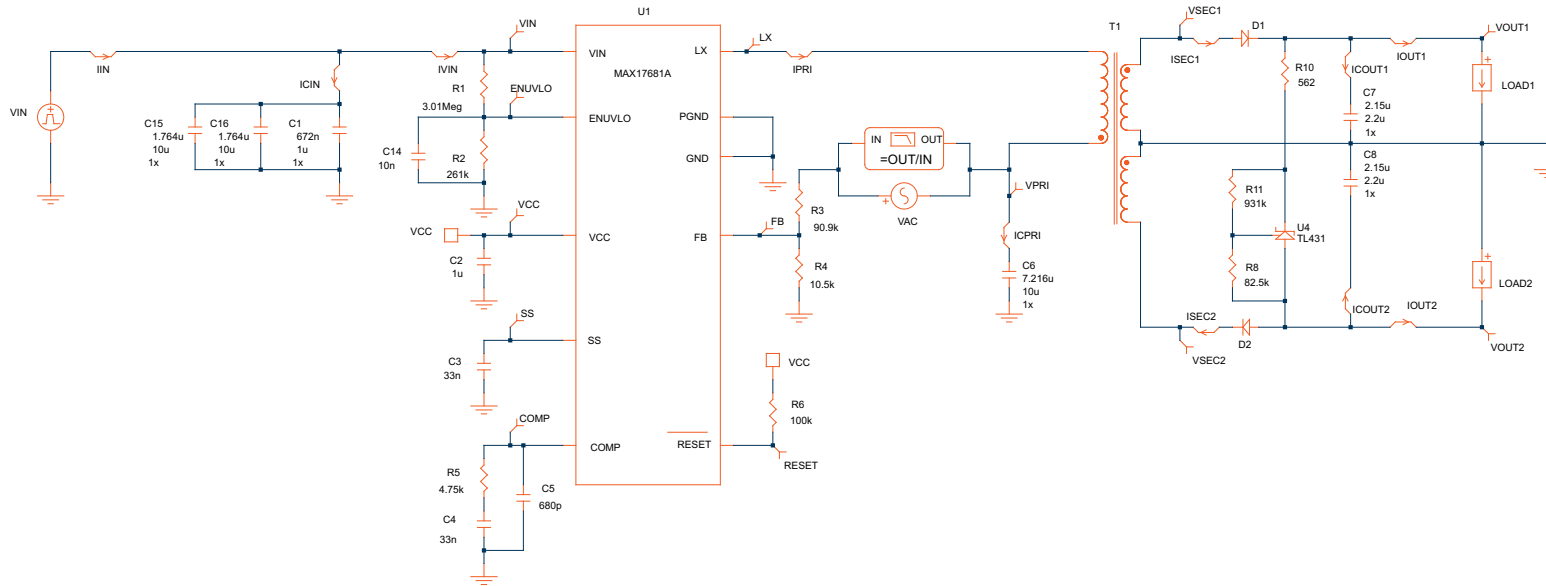 U1
VIN
IIN
IVIN
ICIN
VIN
C15
1.764u
10u
1x
C16
1.764u
10u
1x
C1
672n
1u
1x
R1
3.01Meg
ENUVLO
C14
10n
R2
261k
VCC
VCC
C2
1u
SS
C3
33n
COMP
R5
4.75k
C4
33n
C5
680p
VIN
MAX17681A
ENUVLO
VCC
SS
COMP
LX
PGND
GND
FB
RESET
LX
IPRI
IN
OUT
=OUT/IN
VAC
R3
90.9k
FB
R4
10.5k
VPRI
ICPRI
C6
7.216u
10u
1x
VCC
R6
100k
RESET
T1
VSEC1
ISEC1
D1
R10
562
ICOUT1
IOUT1
VOUT1
C7
2.15u
2.2u
1x
LOAD1
C8
2.15u
2.2u
1x
R11
931k
U4
TL431
R8
82.5k
ICOUT2
IOUT2
LOAD2
ISEC2
D2
VSEC2
VOUT2